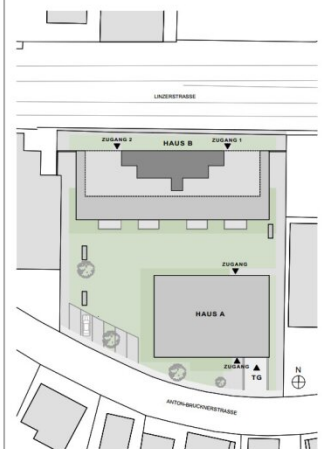 LINZERSTRASSE
ZUGANG 2
HAUS B
ZUGANG 1
ZUGANG
HAUS A
ZUGANG
TG
N
ANTON-BRUCKNERSTRASSE